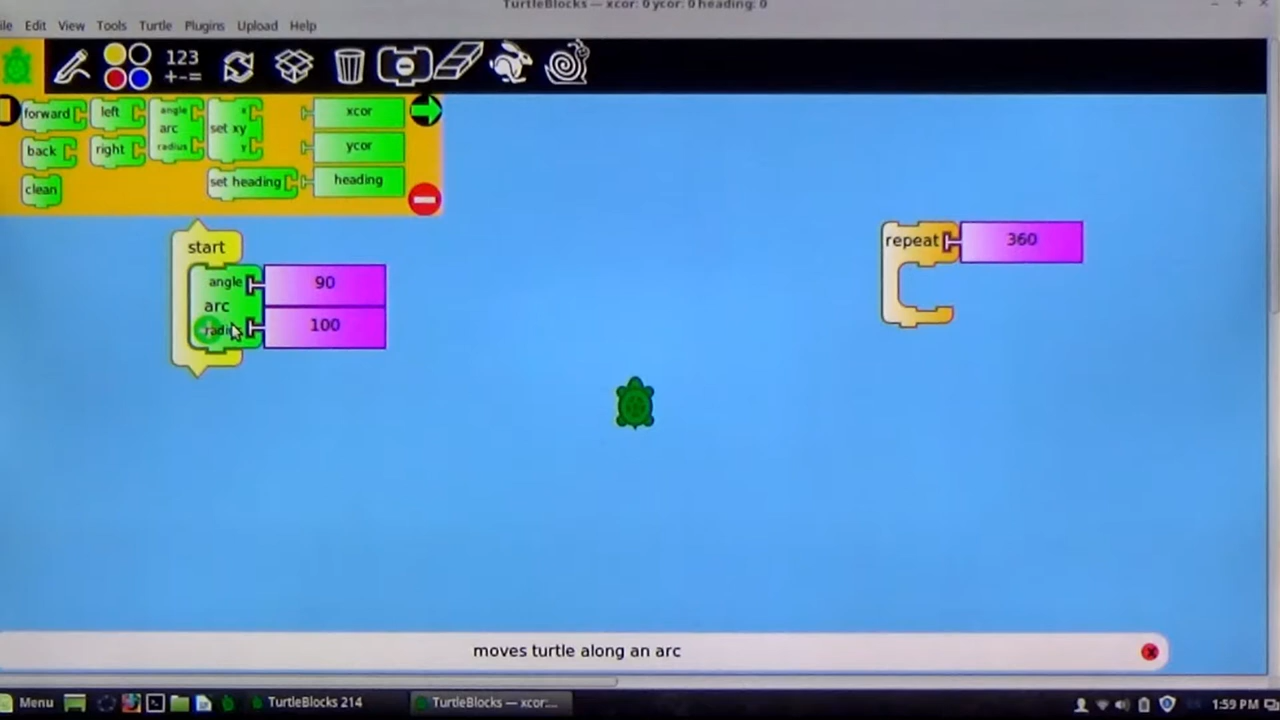 TurtleBlocks — xcor: 0 ycor: 0 heading: 0
ile Edit View Tools Turtle Plugins Upload Help
123
+-=
forward left angle arc radius set xy x y xcor
back right ycor
clean set heading heading
start
angle 90
arc
radius 100
repeat 360
moves turtle along an arc
Menu TurtleBlocks 214 TurtleBlocks — xcor:... 1:59 PM